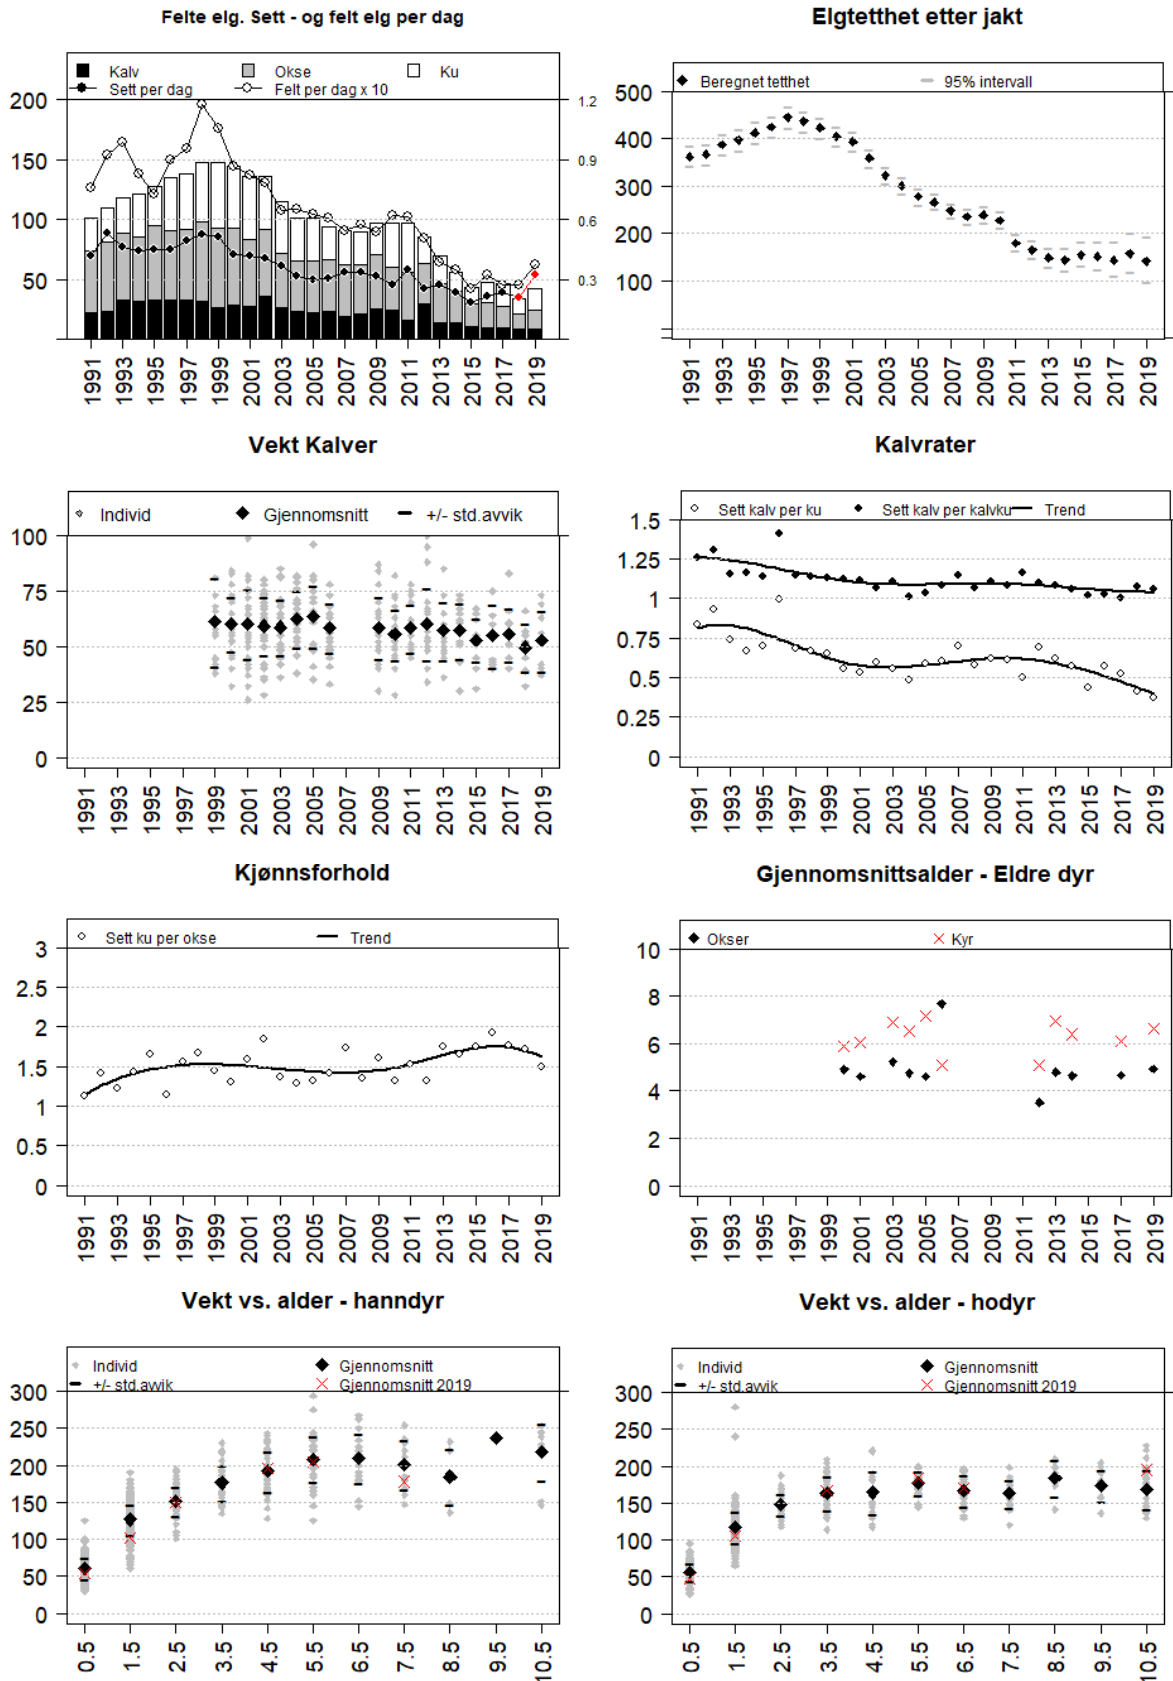 Felte elg. Sett - og felt elg per dag
Kalv Okse Ku
Sett per dag Felt per dag x 10
200
150
100
50
1.2
0.9
0.6
0.3
1991 1993 1995 1997 1999 2001 2003 2005 2007 2009 2011 2013 2015 2017 2019
Elgtetthet etter jakt
Beregnet tetthet 95% intervall
500
400
300
200
100
1991 1993 1995 1997 1999 2001 2003 2005 2007 2009 2011 2013 2015 2017 2019
Vekt Kalver
Individ Gjennomsnitt +/- std.avvik
100
75
50
25
0
1991 1993 1995 1997 1999 2001 2003 2005 2007 2009 2011 2013 2015 2017 2019
Kalvrater
Sett kalv per ku Sett kalv per kalvku Trend
1.5
1.25
1
0.75
0.5
0.25
0
1991 1993 1995 1997 1999 2001 2003 2005 2007 2009 2011 2013 2015 2017 2019
Kjønnsforhold
Sett ku per okse Trend
3
2.5
2
1.5
1
0.5
0
1991 1993 1995 1997 1999 2001 2003 2005 2007 2009 2011 2013 2015 2017 2019
Gjennomsnittsalder - Eldre dyr
Okser Kyr
10
8
6
4
2
0
1991 1993 1995 1997 1999 2001 2003 2005 2007 2009 2011 2013 2015 2017 2019
Vekt vs. alder - hanndyr
Individ Gjennomsnitt
+/- std.avvik Gjennomsnitt 2019
300
250
200
150
100
50
0
0.5 1.5 2.5 3.5 4.5 5.5 6.5 7.5 8.5 9.5 10.5
Vekt vs. alder - hodyr
Individ Gjennomsnitt
+/- std.avvik Gjennomsnitt 2019
300
250
200
150
100
50
0
0.5 1.5 2.5 3.5 4.5 5.5 6.5 7.5 8.5 9.5 10.5